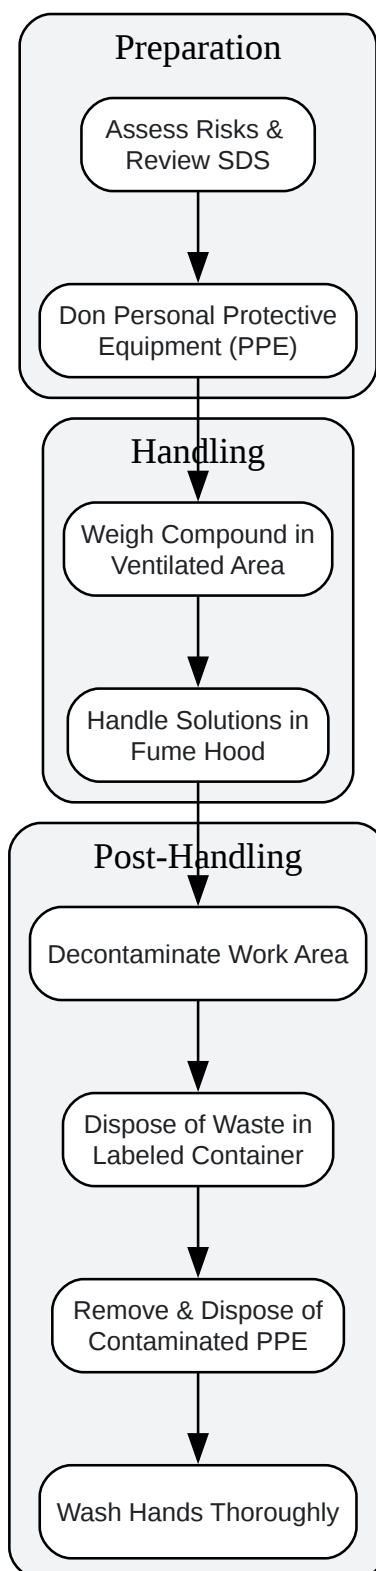 Preparation
Assess Risks &
Review SDS
Don Personal Protective
Equipment (PPE)
Handling
Weigh Compound in
Ventilated Area
Handle Solutions in
Fume Hood
Post-Handling
Decontaminate Work Area
Dispose of Waste in
Labeled Container
Remove & Dispose of
Contaminated PPE
Wash Hands Thoroughly